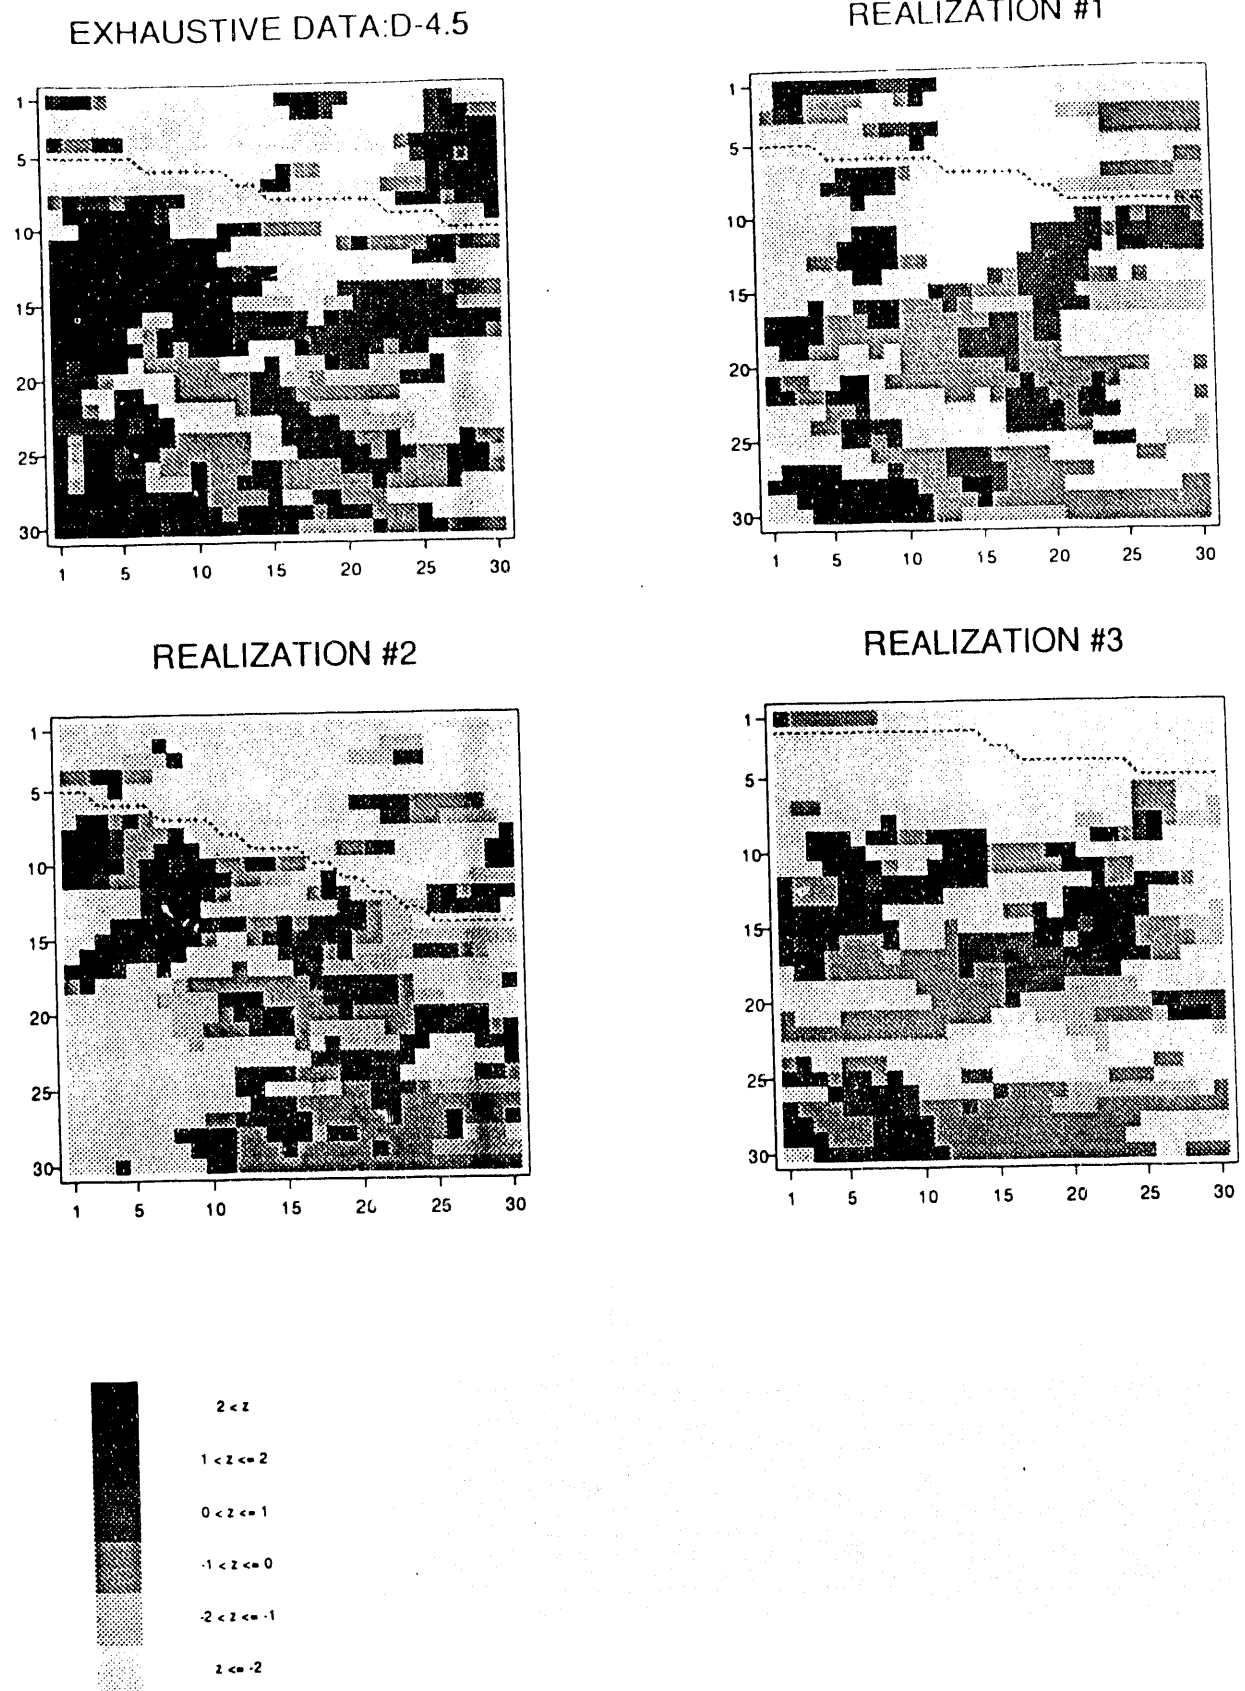 EXHAUSTIVE DATA:D-4.5
REALIZATION #1
1
5
10
15
20
25
30
1 5 10 15 20 25 30
1
5
10
15
20
25
30
1 5 10 15 20 25 30
REALIZATION #2
REALIZATION #3
1
5
10
15
20
25
30
1 5 10 15 20 25 30
1
5
10
15
20
25
30
1 5 10 15 20 25 30
2 < z
1 < z <= 2
0 < z <= 1
-1 < z <= 0
-2 < z <= -1
z <= -2